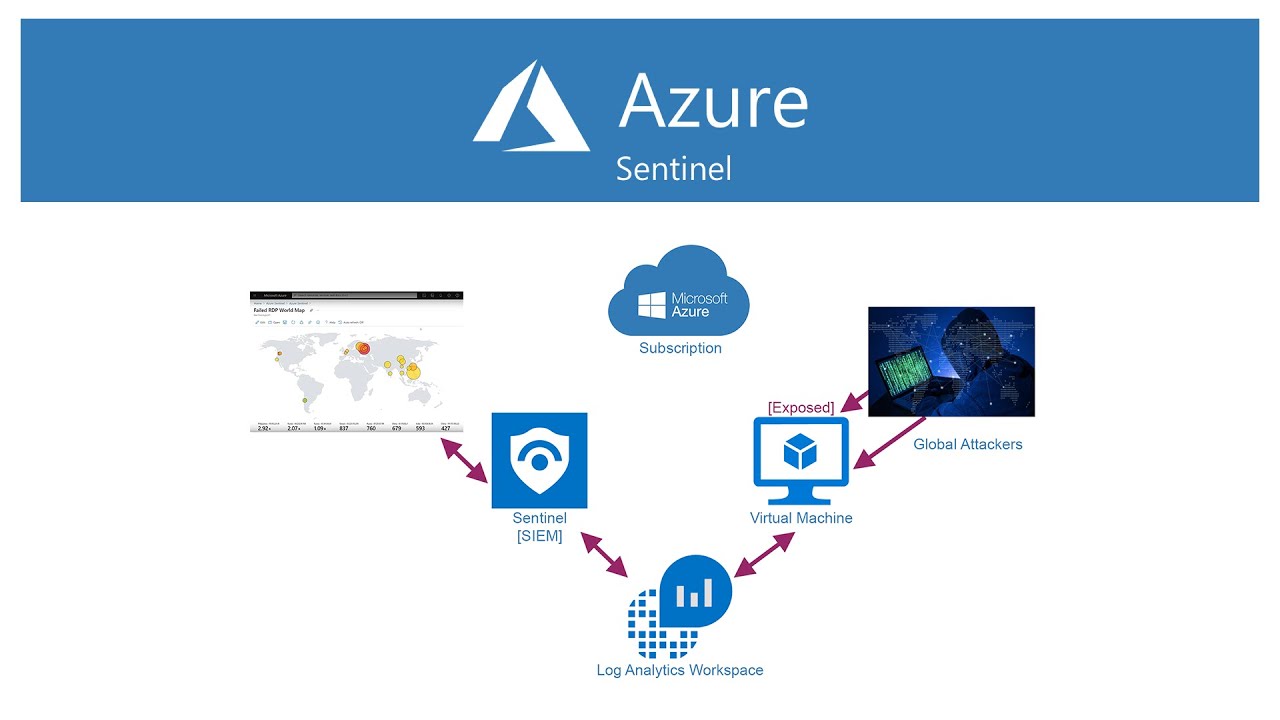 Azure
Sentinel
Microsoft
Azure
Subscription
Failed RDP World Map
2.92k 2.07k 1.09k 837 760 679 593 427
[Exposed]
Global Attackers
Sentinel
[SIEM]
Virtual Machine
Log Analytics Workspace